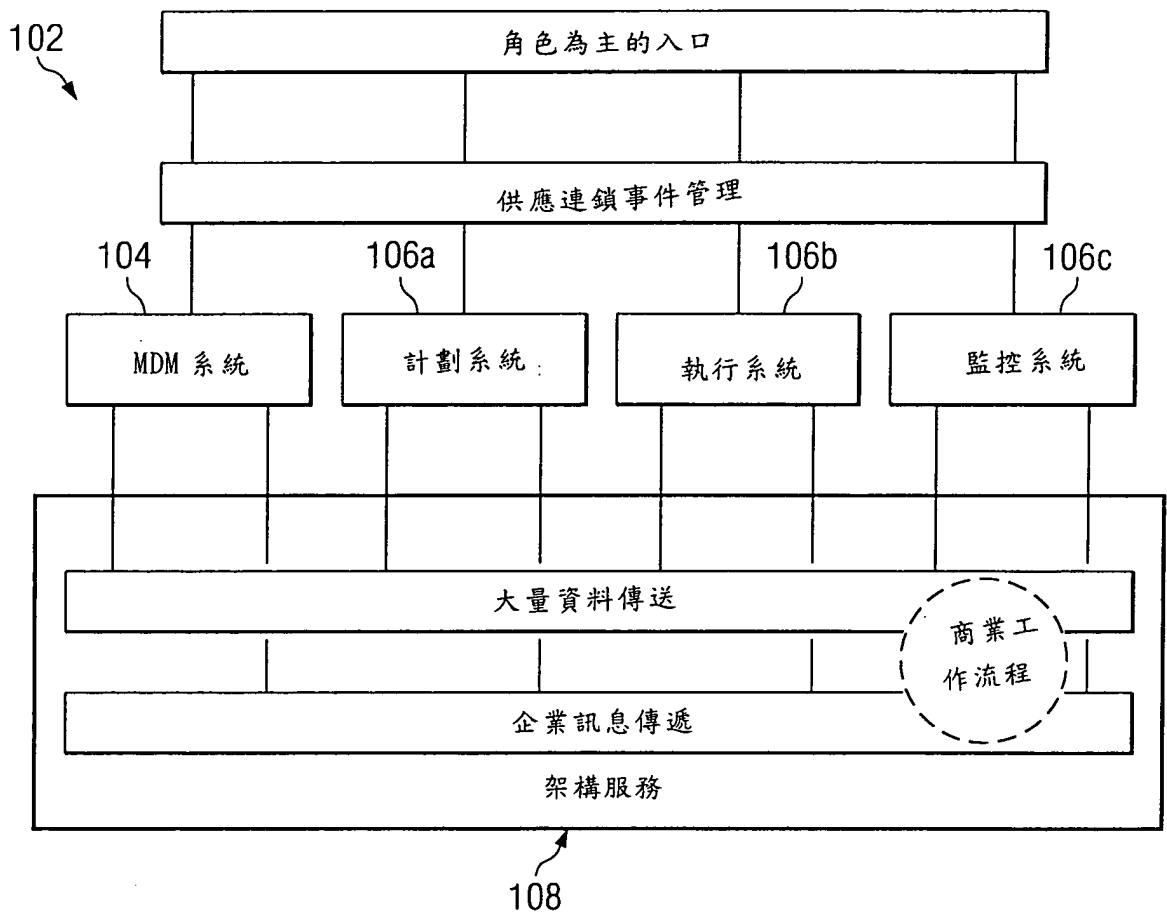 102
角色為主的入口
供應連鎖事件管理
104
106a
106b
106c
MDM 系統
計劃系統
執行系統
監控系統
大量資料傳送
商業工
作流程
企業訊息傳遞
架構服務
108